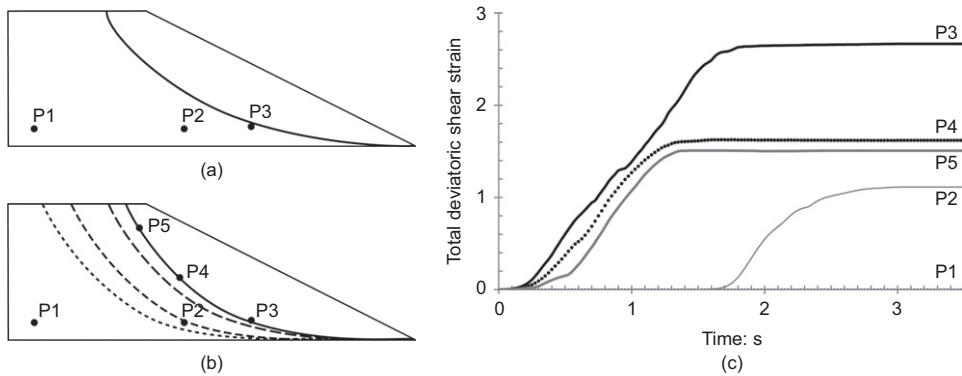 P1
P2
P3
(a)
P5
P4
P1
P2
P3
(b)
Total deviatoric shear strain
3
2
1
0
0
1
2
3
Time: s
P3
P4
P5
P2
P1
(c)